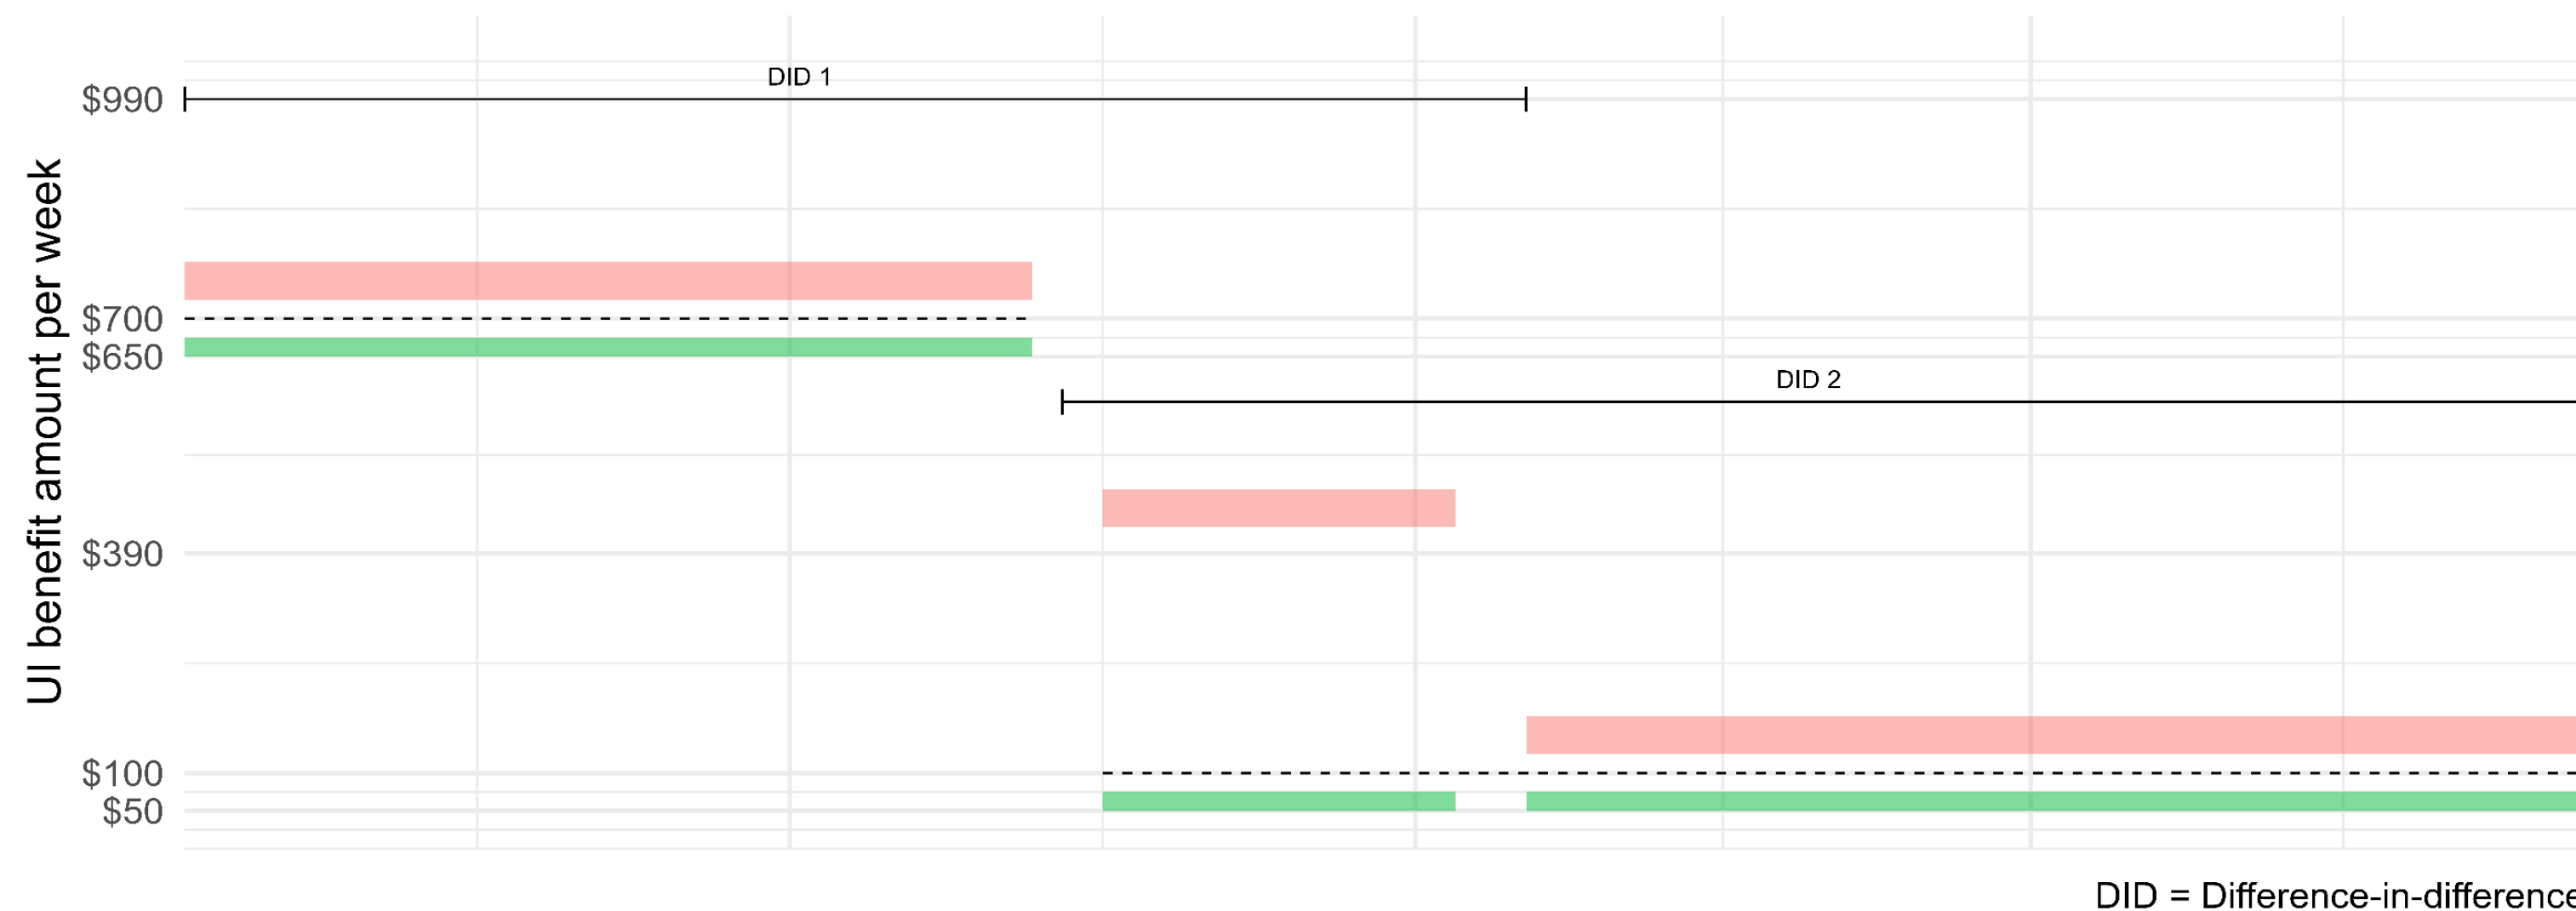 DID 1
$990
UI benefit amount per week
$700
$650
DID 2
$390
$100
$50
DID = Difference-in-difference